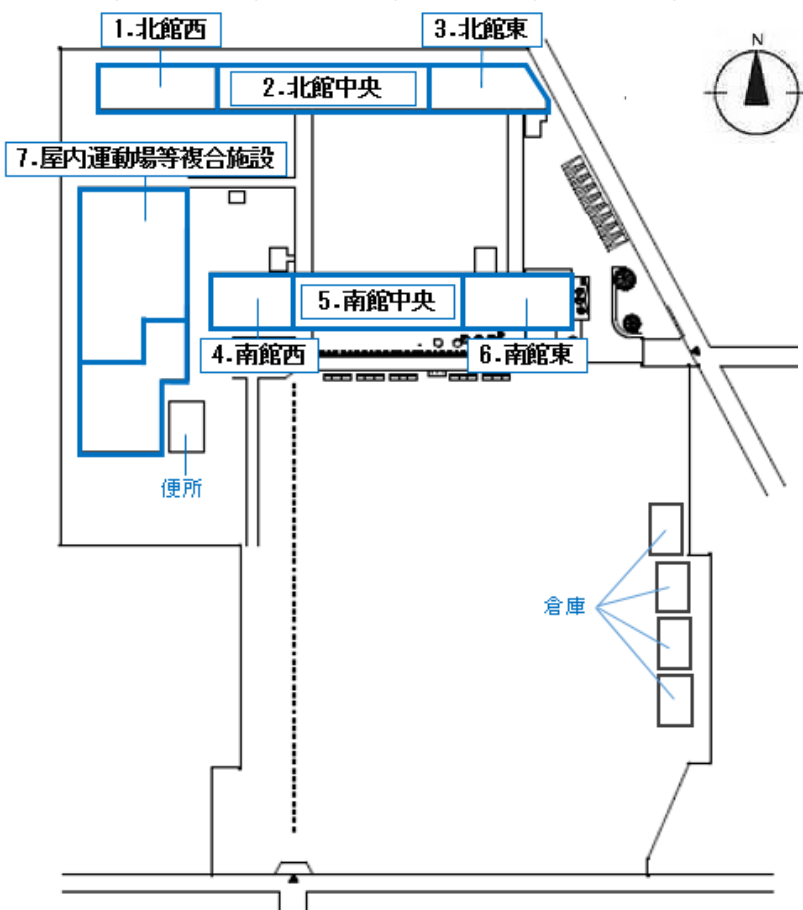 1.北館西
3.北館東
N
2.北館中央
7.屋内運動場等複合施設
5.南館中央
4.南館西
6.南館東
便所
倉庫